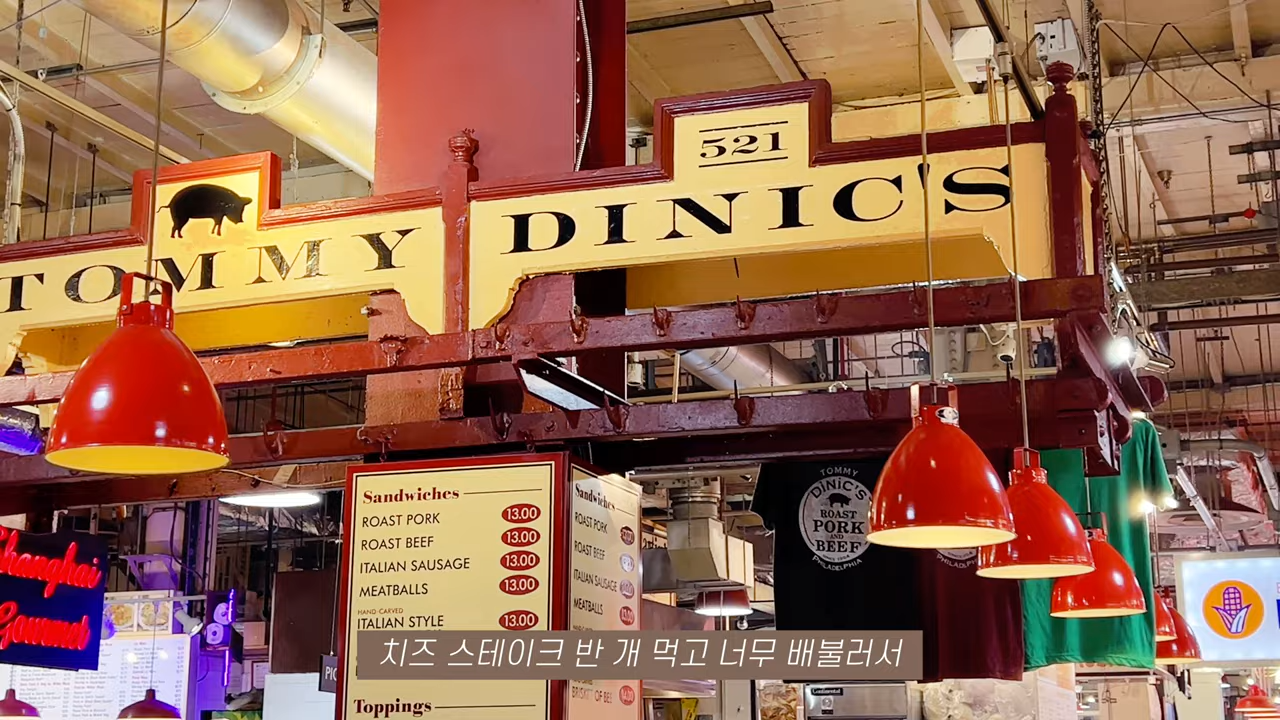 521
TOMMY DINIC'S
Sandwiches
ROAST PORK 13.00
ROAST BEEF 13.00
ITALIAN SAUSAGE 13.00
MEATBALLS 13.00
HAND-CARVED
ITALIAN STYLE 13.00
Toppings
Sandwiches
ROAST PORK
ROAST BEEF
ITALIAN SAUSAGE
MEATBALLS
TOMMY
DINIC'S
ROAST
PORK
AND
BEEF
PHILADELPHIA
Shanghai
Gourmet
Continental
치즈 스테이크 반 개 먹고 너무 배불러서